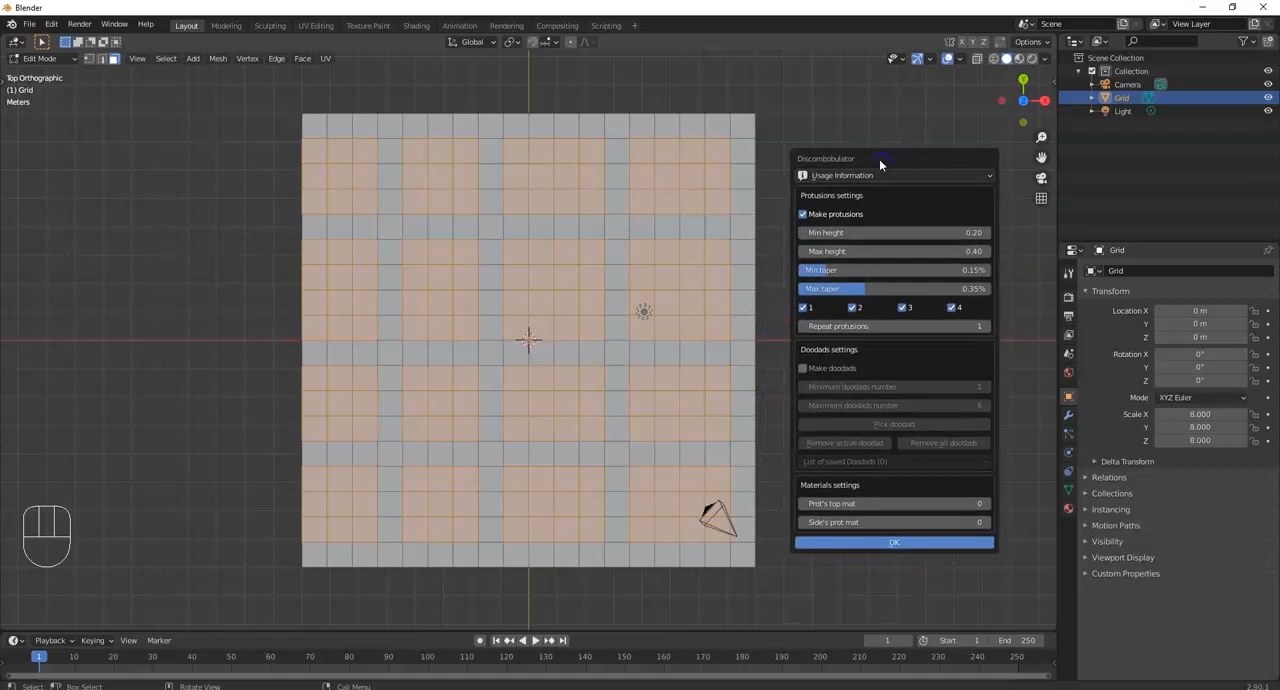 Blender
File Edit Render Window Help Layout Modeling Sculpting UV Editing Texture Paint Shading Animation Rendering Compositing Scripting + Scene View Layer
Global X Y Z Options
Edit Mode View Select Add Mesh Vertex Edge Face UV
Top Orthographic
(1) Grid
Meters
Y
Z
X
Scene Collection
Collection
Camera
Grid
Light
Discombobulator
Usage Information
Protusions settings
Make protusions
Min height 0.20
Max height 0.40
Min taper 0.15%
Max taper 0.35%
1 2 3 4
Repeat protusions 1
Doodads settings
Make doodads
Minimum doodads number 1
Maximum doodads number 6
Pick doodad
Remove active doodad Remove all doodads
List of saved Doodads (0)
Materials settings
Prot's top mat 0
Side's prot mat 0
OK
Grid
Grid
Transform
Location X 0 m
Y 0 m
Z 0 m
Rotation X 0°
Y 0°
Z 0°
Mode XYZ Euler
Scale X 8.000
Y 8.000
Z 8.000
Delta Transform
Relations
Collections
Instancing
Motion Paths
Visibility
Viewport Display
Custom Properties
Playback Keying View Marker 1 Start 1 End 250
1 10 20 30 40 50 60 70 80 90 100 110 120 130 140 150 160 170 180 190 200 210 220 230 240 250
Select Box Select Rotate View Call Menu 2.90.1